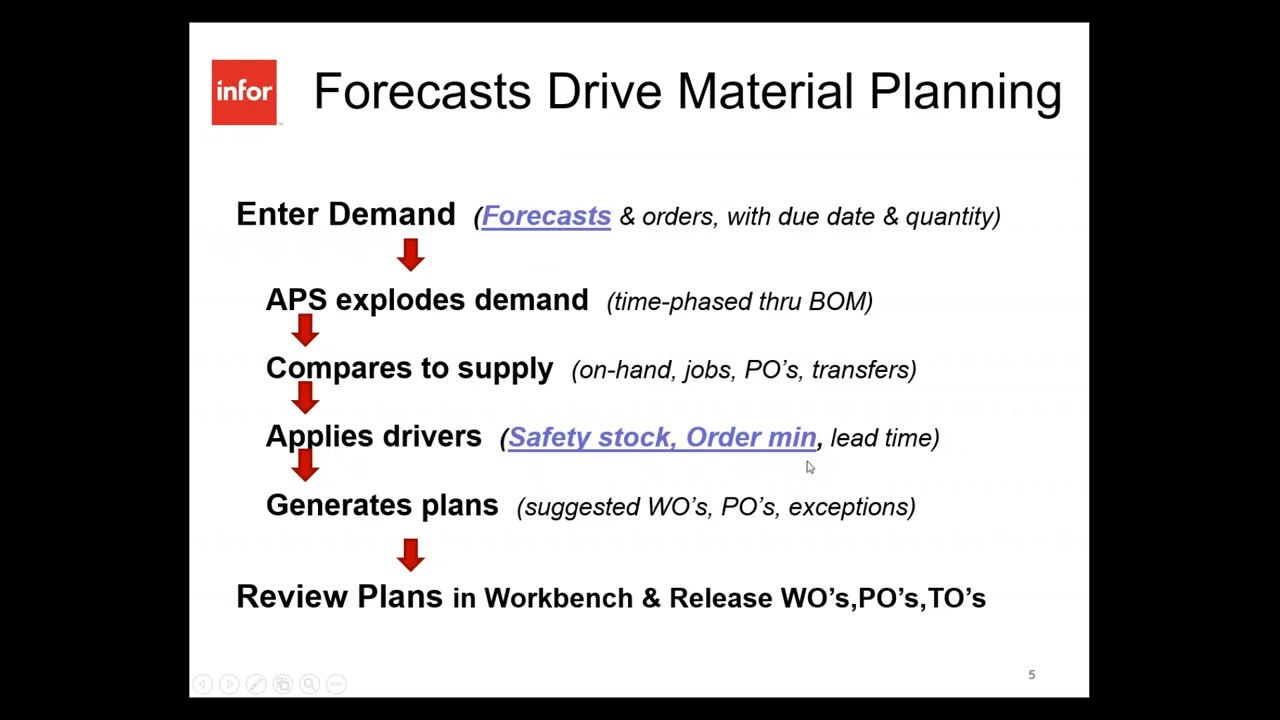 infor
Forecasts Drive Material Planning
Enter Demand (Forecasts & orders, with due date & quantity)
APS explodes demand (time-phased thru BOM)
Compares to supply (on-hand, jobs, PO’s, transfers)
Applies drivers (Safety stock, Order min, lead time)
Generates plans (suggested WO’s, PO’s, exceptions)
Review Plans in Workbench & Release WO’s,PO’s,TO’s
5